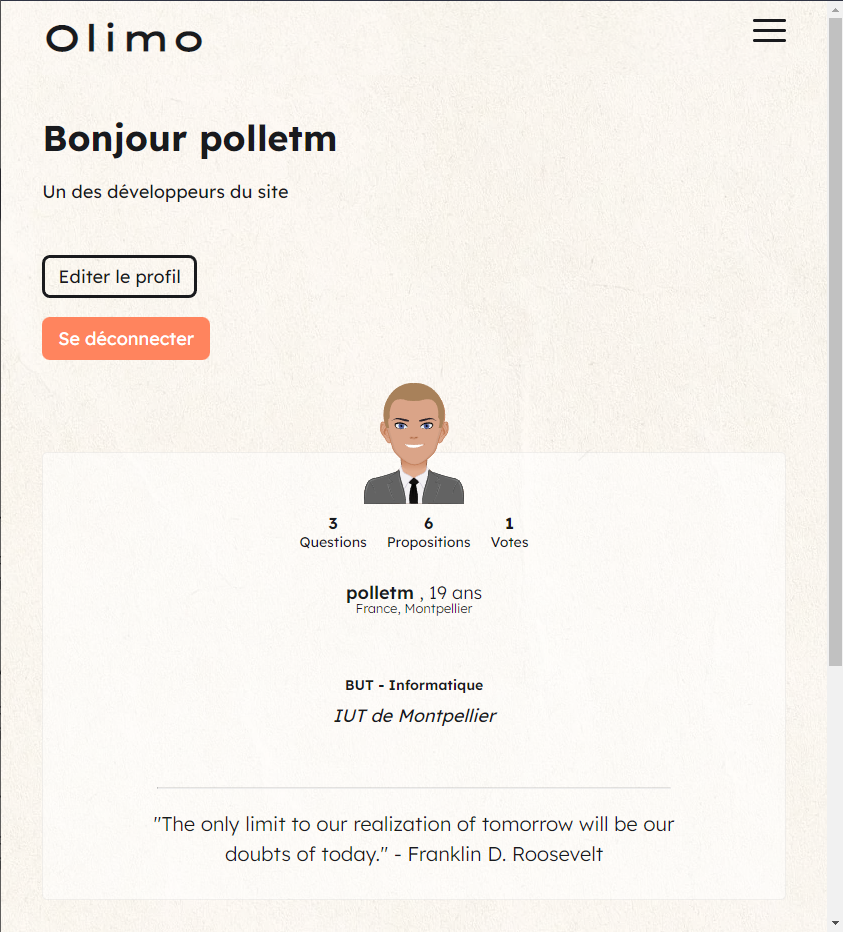 Olimo
Bonjour polletm
Un des développeurs du site
Editer le profil
Se déconnecter
3 6 1
Questions Propositions Votes
polletm , 19 ans
France, Montpellier
BUT - Informatique
IUT de Montpellier
"The only limit to our realization of tomorrow will be our
doubts of today." - Franklin D. Roosevelt